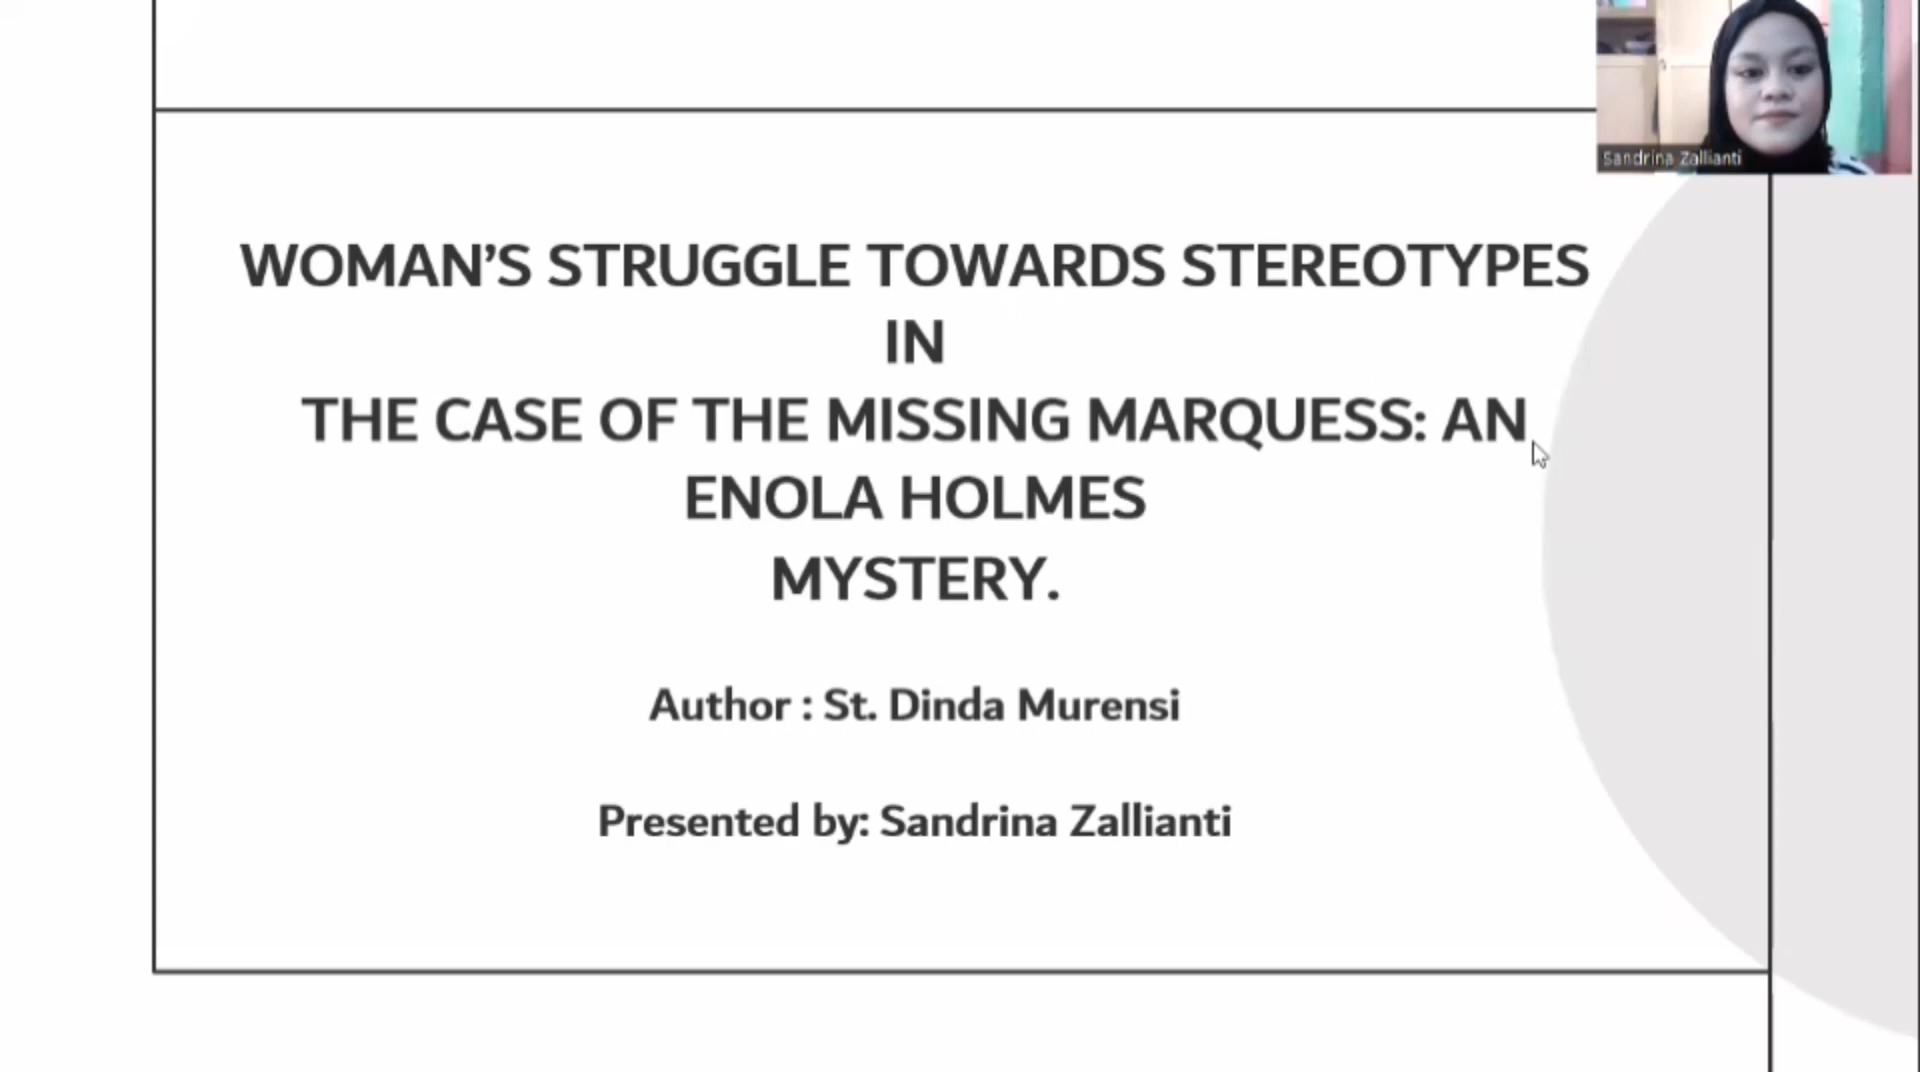 Sandrina Zallianti
WOMAN’S STRUGGLE TOWARDS STEREOTYPES
IN
THE CASE OF THE MISSING MARQUESS: AN
ENOLA HOLMES
MYSTERY.
Author : St. Dinda Murensi
Presented by: Sandrina Zallianti